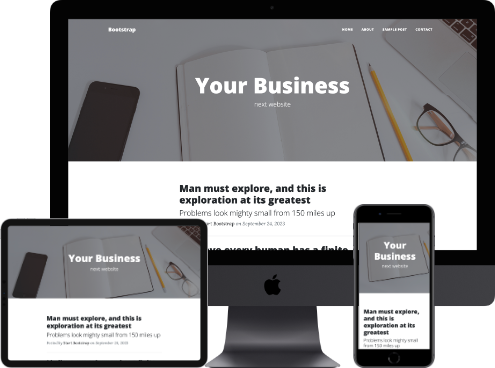 Bootstrap
HOME ABOUT SAMPLE POST CONTACT
Your Business
next website
Man must explore, and this is
exploration at its greatest
Problems look mighty small from 150 miles up
Bootstrap on September 24, 2023
every human has a finite
Your Business
next website
Man must explore, and this is
exploration at its greatest
Problems look mighty small from 150 miles up
Posted by Start Bootstrap on September 24, 2023
Your
Business
next website
Man must
explore, and this
is exploration at
its greatest
Problems look mighty
small from 150 miles up